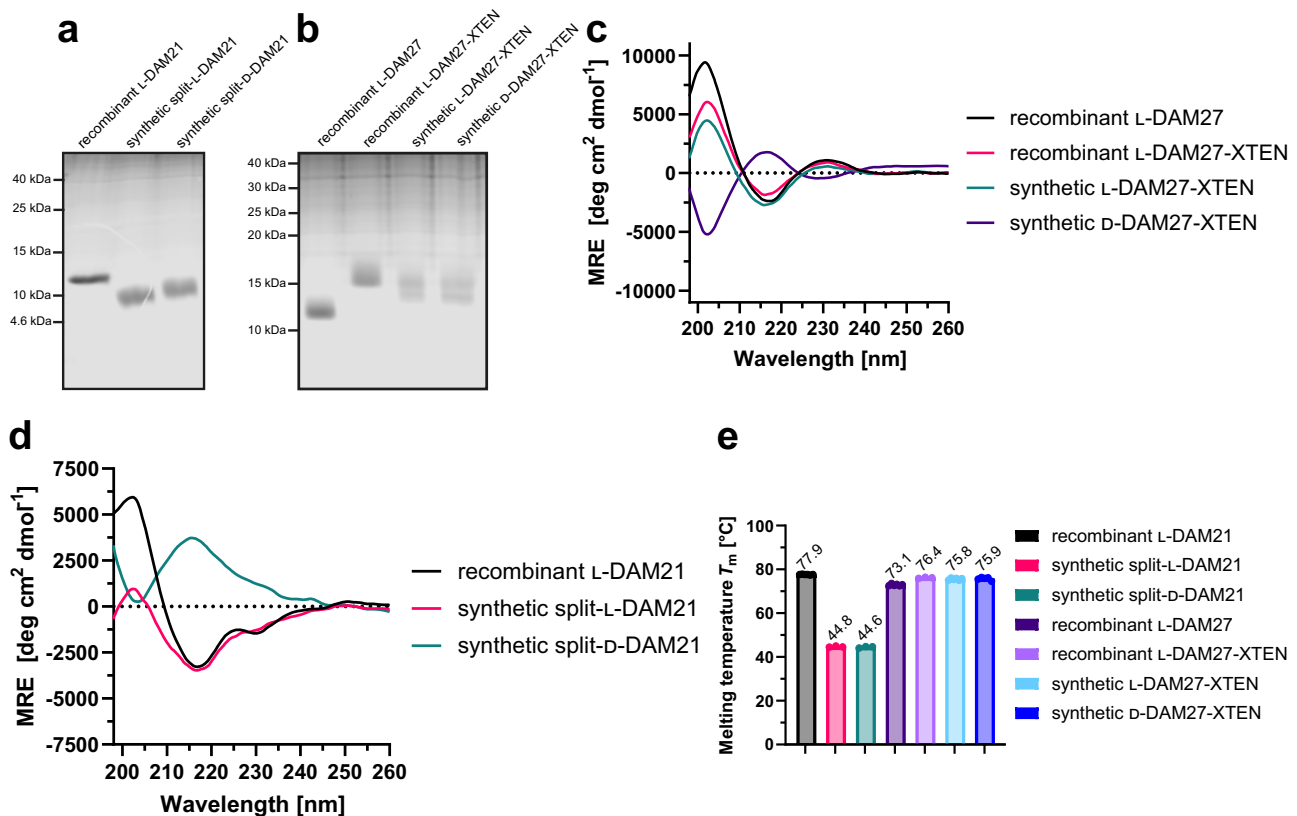 a
recombinant L-DAM21
synthetic split-L-DAM21
synthetic split-D-DAM21
40 kDa
25 kDa
15 kDa
10 kDa
4.6 kDa
b
recombinant L-DAM27
recombinant L-DAM27-XTEN
synthetic L-DAM27-XTEN
synthetic D-DAM27-XTEN
40 kDa
30 kDa
25 kDa
20 kDa
15 kDa
10 kDa
c
MRE [deg cm² dmol⁻¹]
10000
5000
0
-5000
-10000
200 210 220 230 240 250 260
Wavelength [nm]
recombinant L-DAM27
recombinant L-DAM27-XTEN
synthetic L-DAM27-XTEN
synthetic D-DAM27-XTEN
d
MRE [deg cm² dmol⁻¹]
7500
5000
2500
0
-2500
-5000
-7500
200 210 220 230 240 250 260
Wavelength [nm]
recombinant L-DAM21
synthetic split-L-DAM21
synthetic split-D-DAM21
e
Melting temperature Tm [°C]
100
80
60
40
20
0
77.9
44.8
44.6
73.1
76.4
75.8
75.9
recombinant L-DAM21
synthetic split-L-DAM21
synthetic split-D-DAM21
recombinant L-DAM27
recombinant L-DAM27-XTEN
synthetic L-DAM27-XTEN
synthetic D-DAM27-XTEN